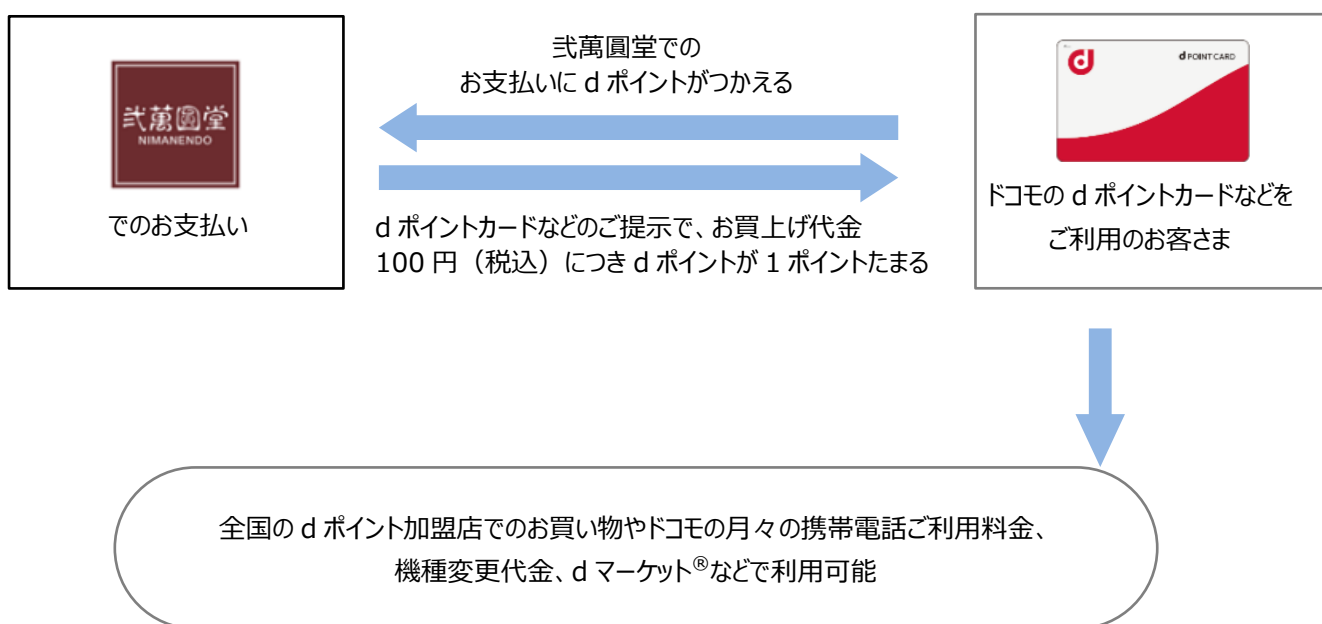 弐萬圓堂での
お支払いに d ポイントがつかえる
弐萬圓堂
NIMANENDO
でのお支払い
d ポイントカードなどのご提示で、お買上げ代金
100 円（税込）につき d ポイントが 1 ポイントたまる
d
d POINT CARD
ドコモの d ポイントカードなどを
ご利用のお客さま
全国の d ポイント加盟店でのお買い物やドコモの月々の携帯電話ご利用料金、
機種変更代金、d マーケット®などで利用可能